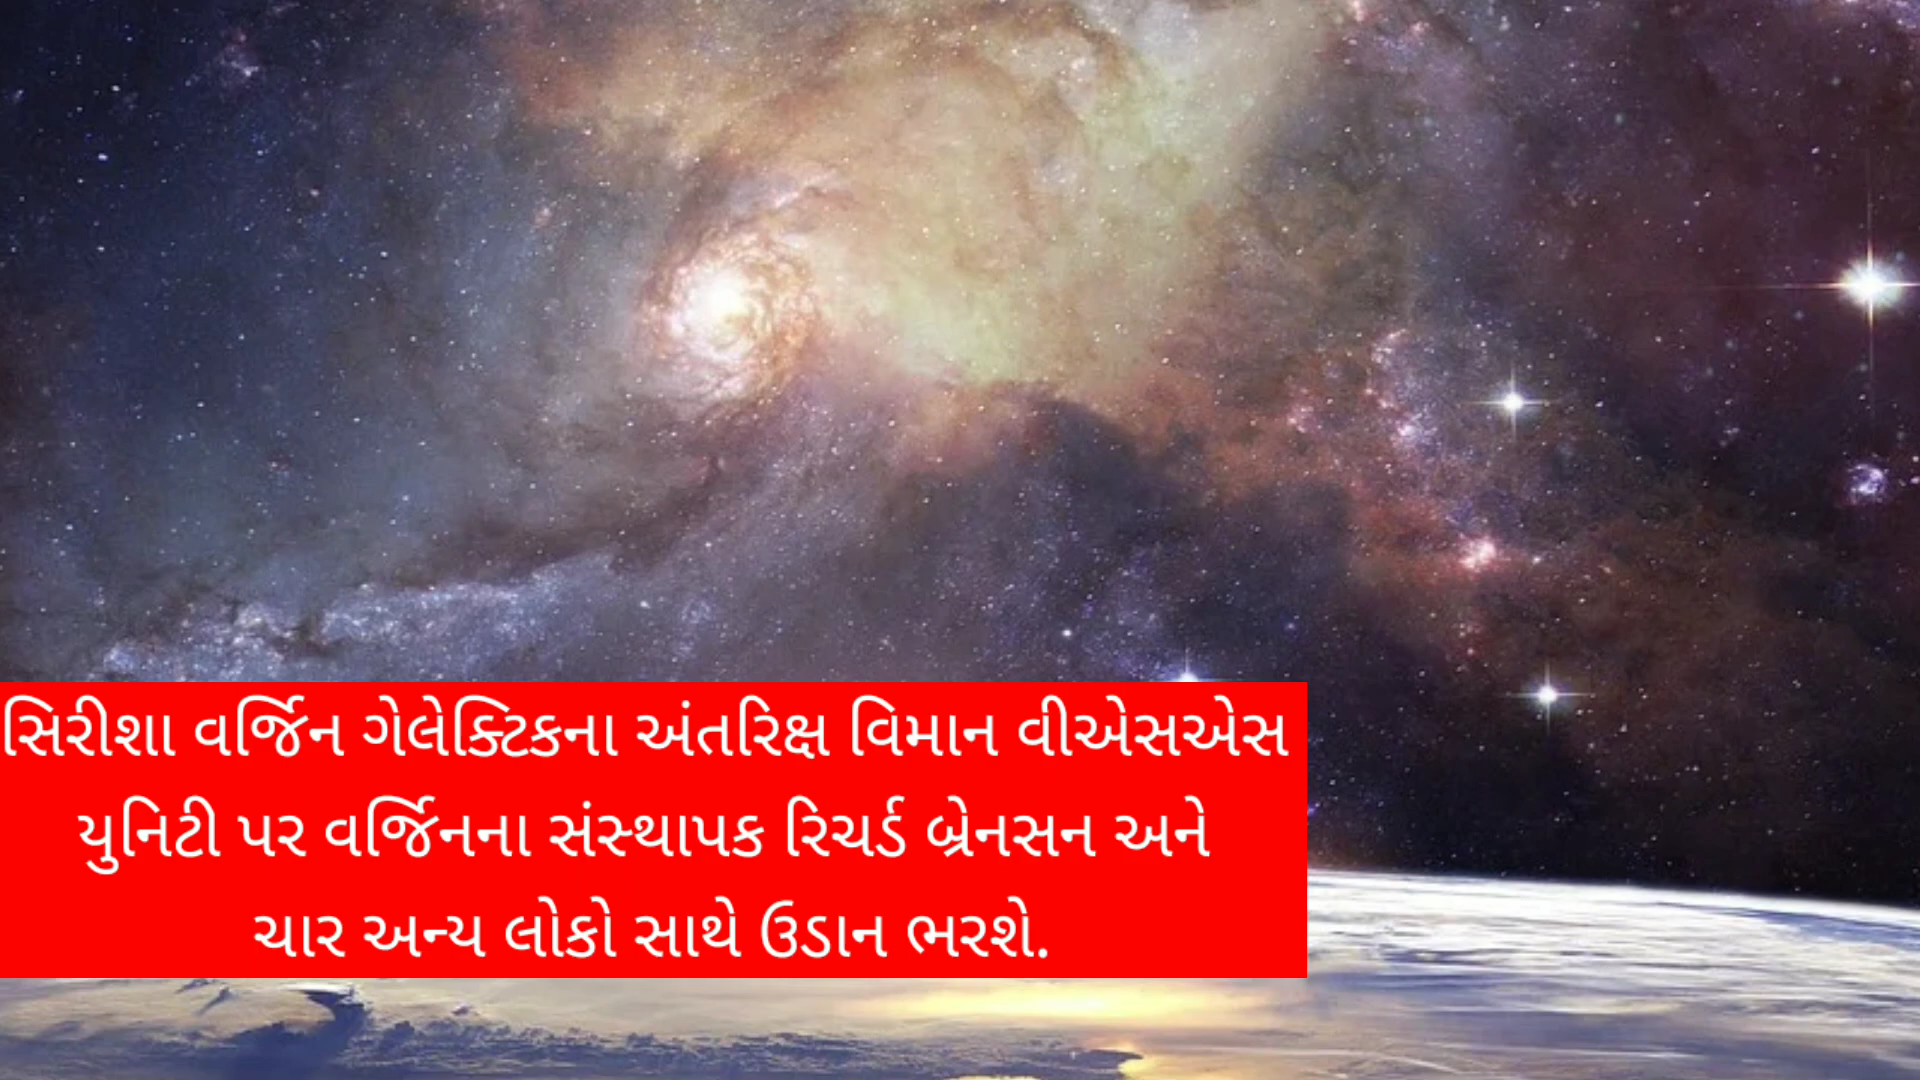 સિરીશા વર્જિન ગેલેક્ટિકના અંતરિક્ષ વિમાન વીએસએસ
યુનિટી પર વર્જિનના સંસ્થાપક રિચર્ડ બ્રેનસન અને
ચાર અન્ય લોકો સાથે ઉડાન ભરશે.